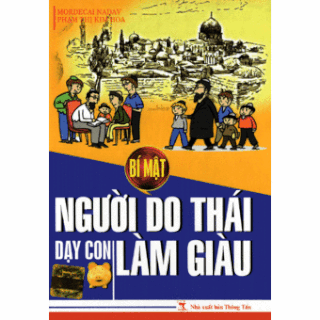 MORDECAI NADAV
PHẠM THỊ KIM HOA
BÍ MẬT
NGƯỜI DO THÁI
DẠY CON LÀM GIÀU
Nhà xuất bản Thông Tấn